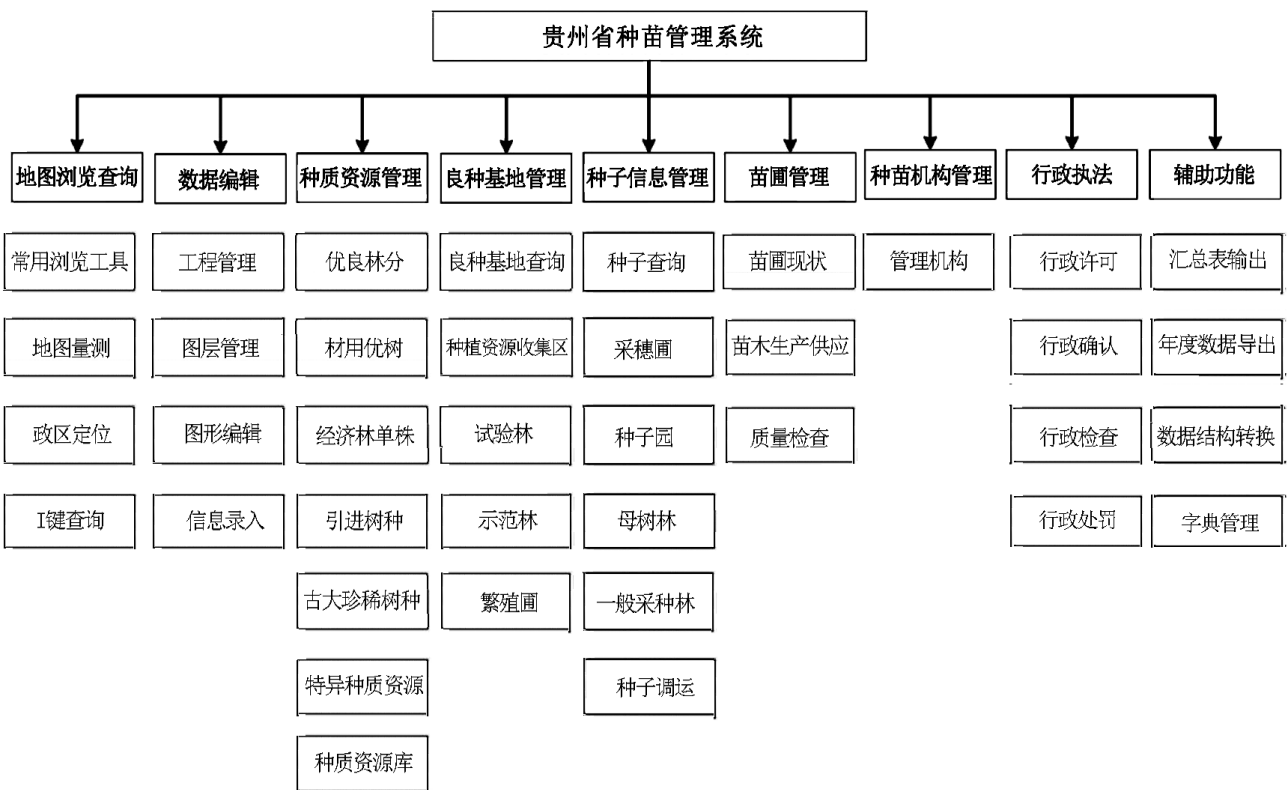 贵州省种苗管理系统
地图浏览查询
数据编辑
种质资源管理
良种基地管理
种子信息管理
苗圃管理
种苗机构管理
行政执法
辅助功能
常用浏览工具
工程管理
优良林分
良种基地查询
种子查询
苗圃现状
管理机构
行政许可
汇总表输出
地图量测
图层管理
材用优树
种植资源收集区
采穗圃
苗木生产供应
行政确认
年度数据导出
政区定位
图形编辑
经济林单株
试验林
种子园
质量检查
行政检查
数据结构转换
I键查询
信息录入
引进树种
示范林
母树林
行政处罚
字典管理
古大珍稀树种
繁殖圃
一般采种林
特异种质资源
种子调运
种质资源库